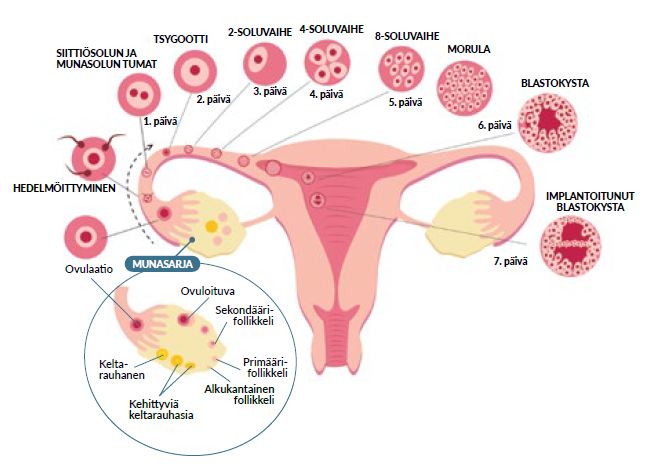 SIITTIÖSOLUN JA
MUNASOLUN TUMAT
TSYGOOTTI
2-SOLUVAIHE
4-SOLUVAIHE
8-SOLUVAIHE
MORULA
BLASTOKYSTA
1. päivä
2. päivä
3. päivä
4. päivä
5. päivä
6. päivä
HEDELMÖITTYMINEN
IMPLANTOITUNUT
BLASTOKYSTA
7. päivä
Ovulaatio
MUNASARJA
Ovuloituva
Sekondääri-
follikkeli
Primääri-
follikkeli
Alkukantainen
follikkeli
Kelta-
rauhanen
Kehittyviä
keltarauhasia